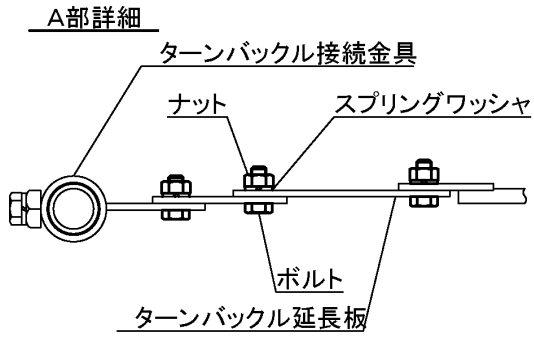 A部詳細
ターンバックル接続金具
ナット
スプリングワッシャ
ボルト
ターンバックル延長板